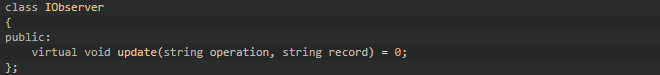 class IObserver
{
public:
    virtual void update(string operation, string record) = 0;
};